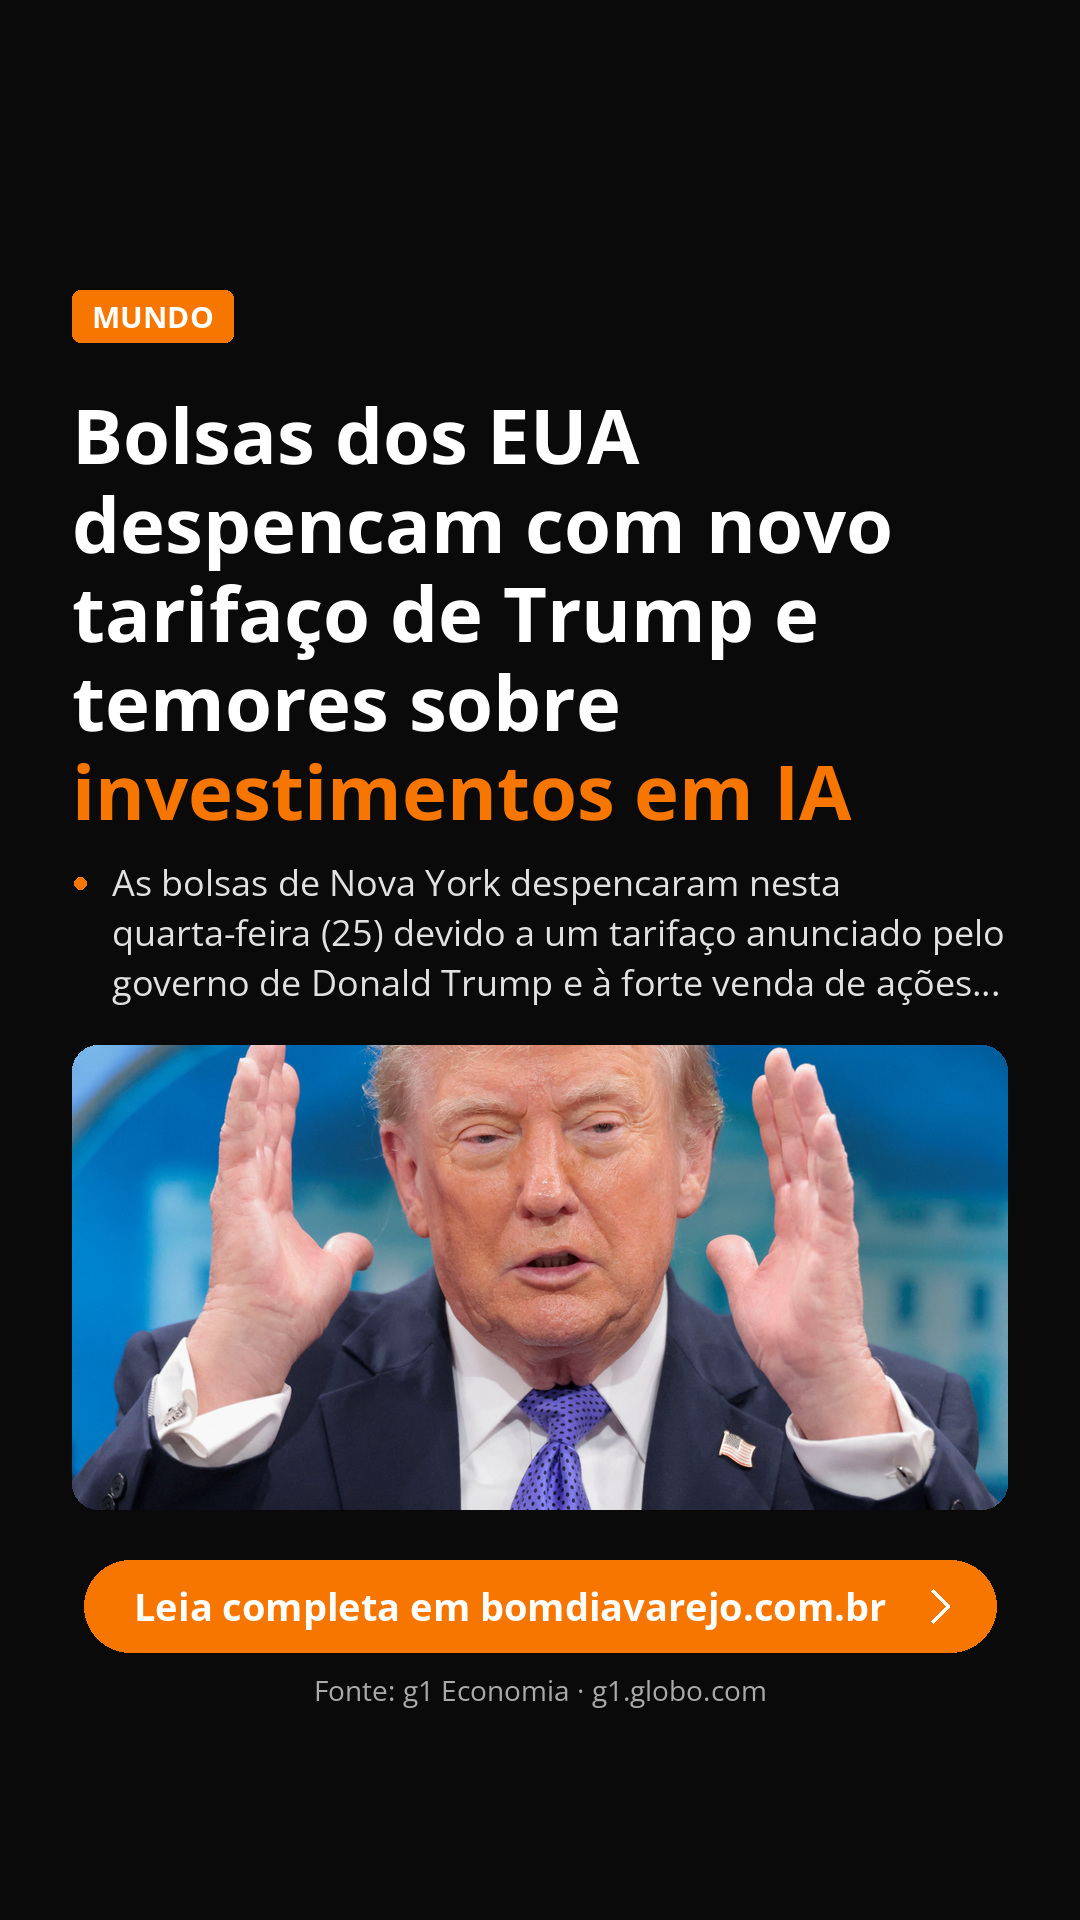 MUNDO
Bolsas dos EUA
despencam com novo
tarifaço de Trump e
temores sobre
investimentos em IA
As bolsas de Nova York despencaram nesta
quarta-feira (25) devido a um tarifaço anunciado pelo
governo de Donald Trump e à forte venda de ações...
Leia completa em bomdiavarejo.com.br
Fonte: g1 Economia · g1.globo.com